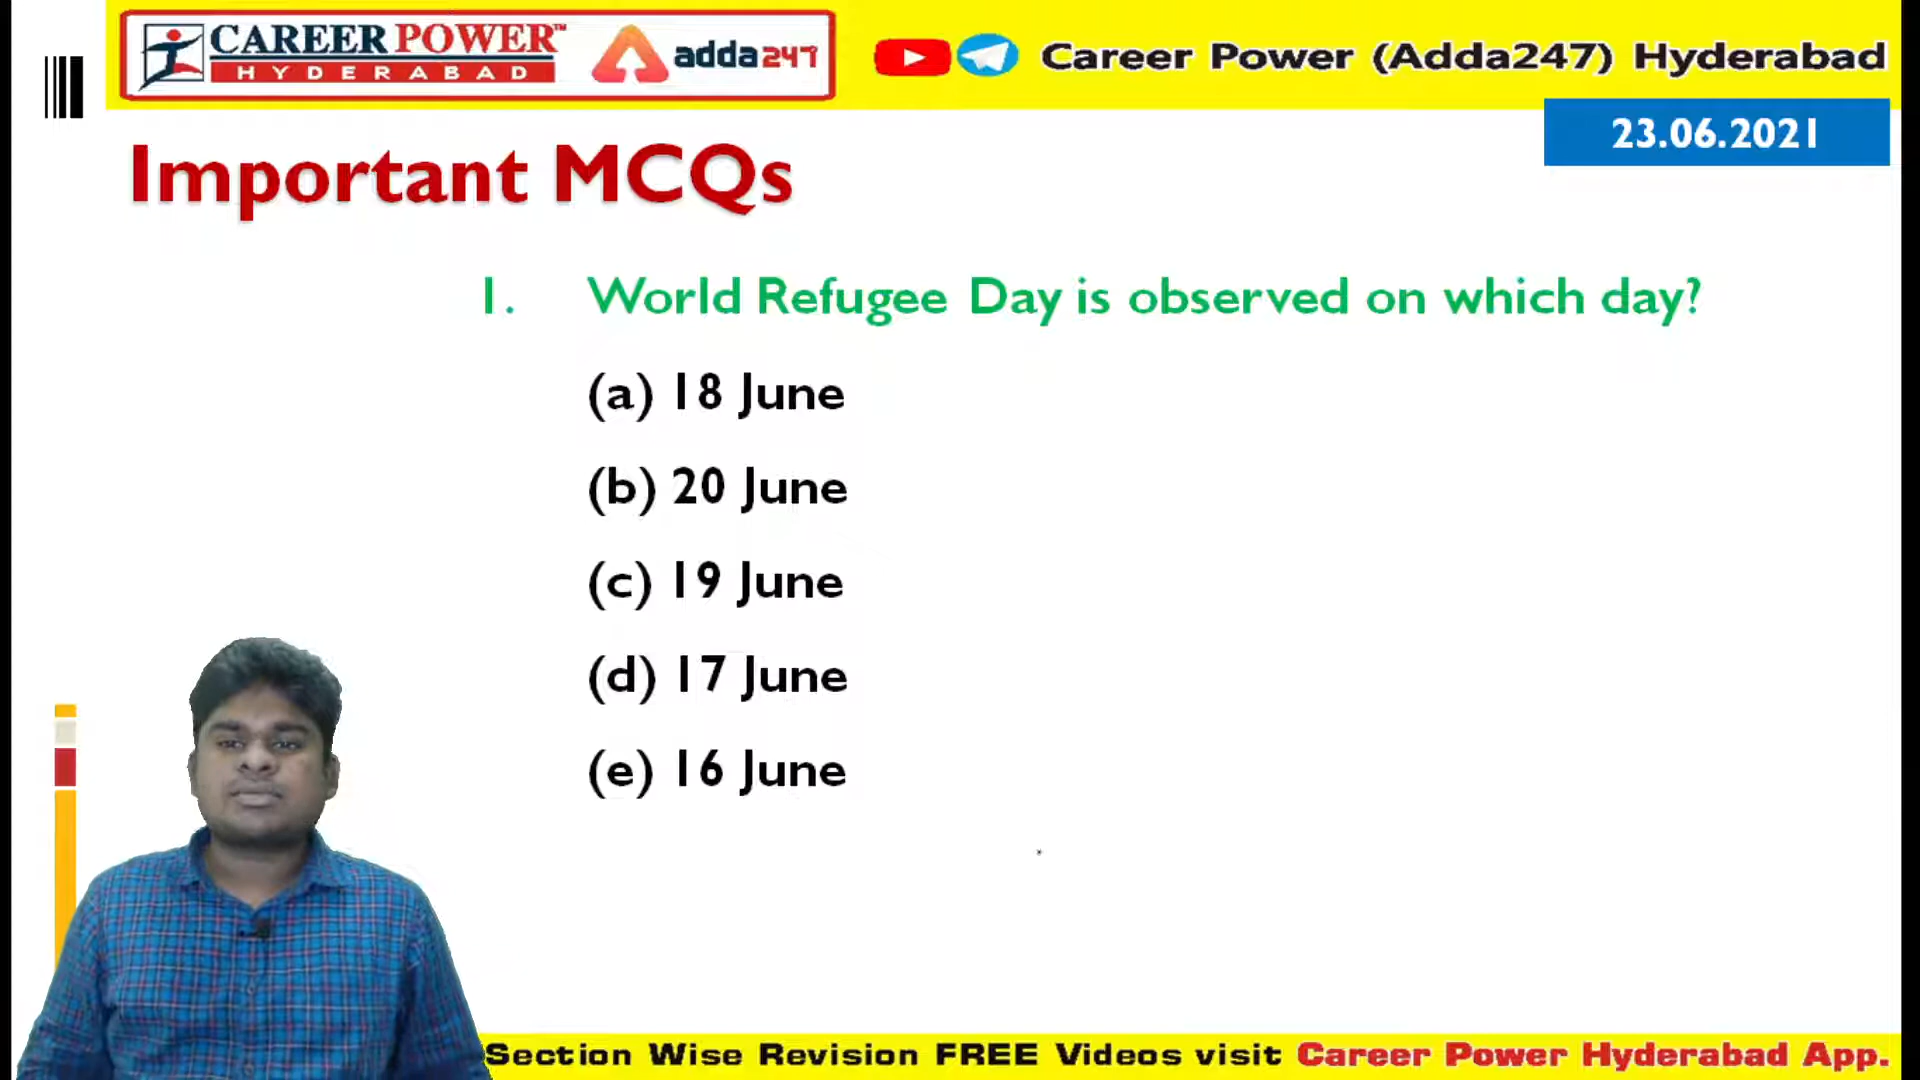 CAREER POWER™
HYDERABAD
adda247
Career Power (Adda247) Hyderabad
23.06.2021
Important MCQs
1. World Refugee Day is observed on which day?
(a) 18 June
(b) 20 June
(c) 19 June
(d) 17 June
(e) 16 June
Section Wise Revision FREE Videos visit Career Power Hyderabad App.